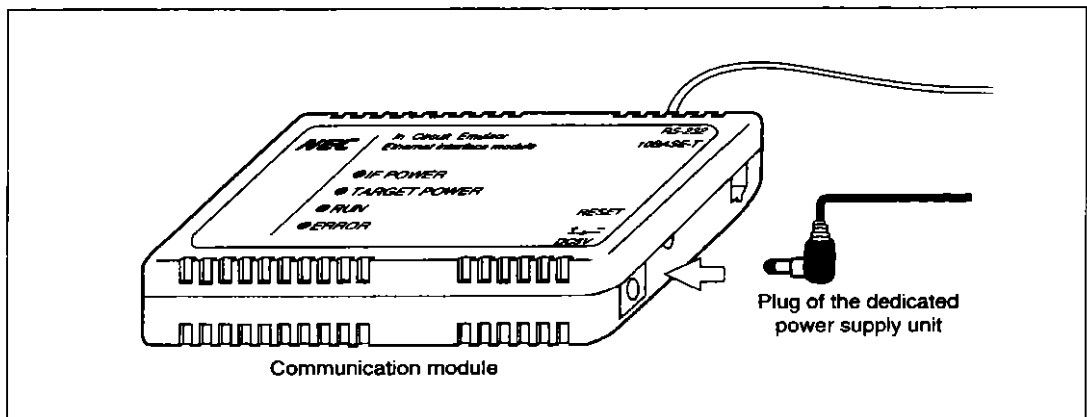 In Circuit Emulator
Ethernet Interface module
RS-232
10BASE-T
IF POWER
TARGET POWER
RUN
ERROR
RESET
DC5V
Plug of the dedicated
power supply unit
Communication module